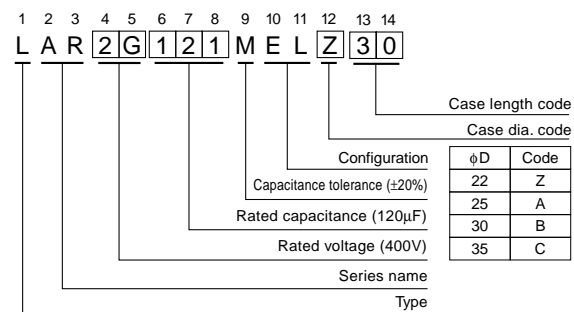 1 2 3 4 5 6 7 8 9 10 11 12 13 14
L A R 2 G 1 2 1 M E L Z 3 0
Case length code
Case dia. code
Configuration
Capacitance tolerance (±20%)
Rated capacitance (120μF)
Rated voltage (400V)
Series name
Type
ϕD Code
22 Z
25 A
30 B
35 C